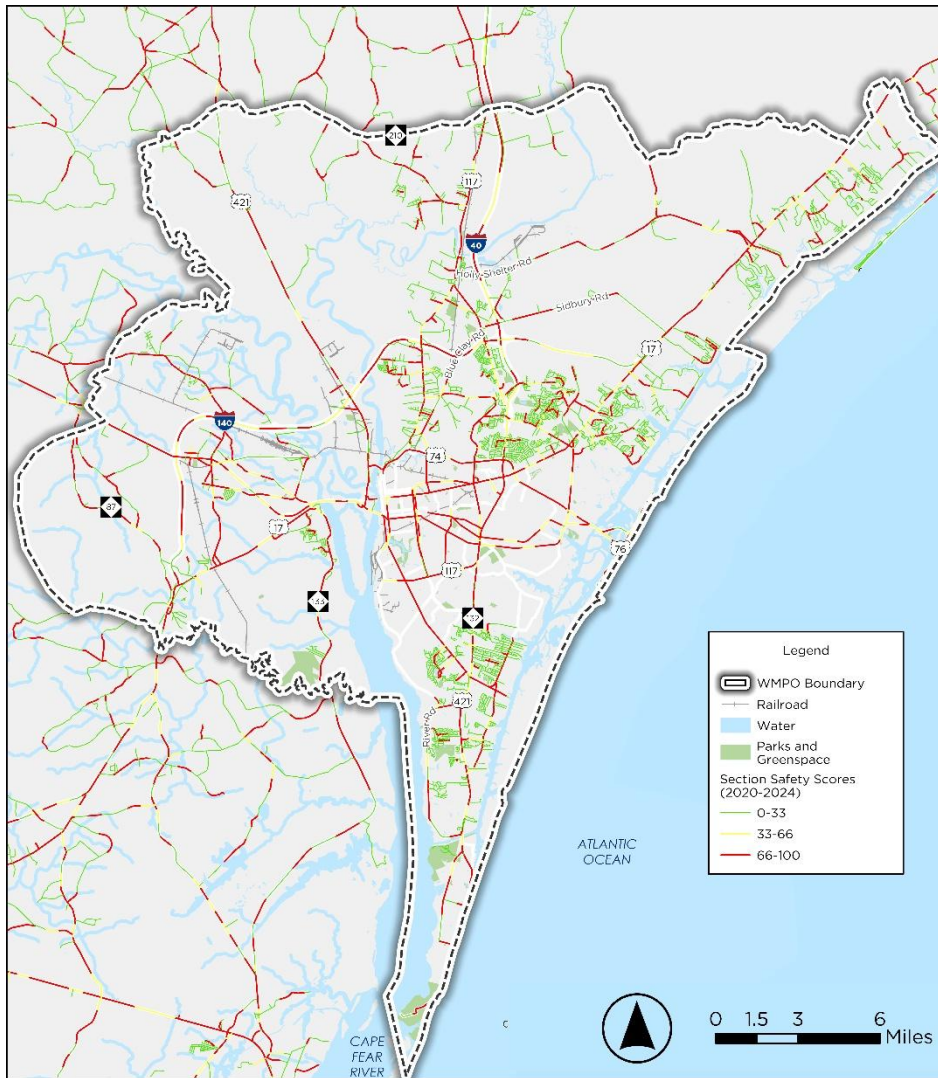 210
421
117
40
Holly Shelter Rd
Sidbury Rd
Blue Clay Rd
17
140
74
87
17
76
117
133
132
421
River Rd
ATLANTIC
OCEAN
CAPE
FEAR
RIVER
Legend
WMPO Boundary
Railroad
Water
Parks and
Greenspace
Section Safety Scores
(2020-2024)
0-33
33-66
66-100
0 1.5 3 6
Miles